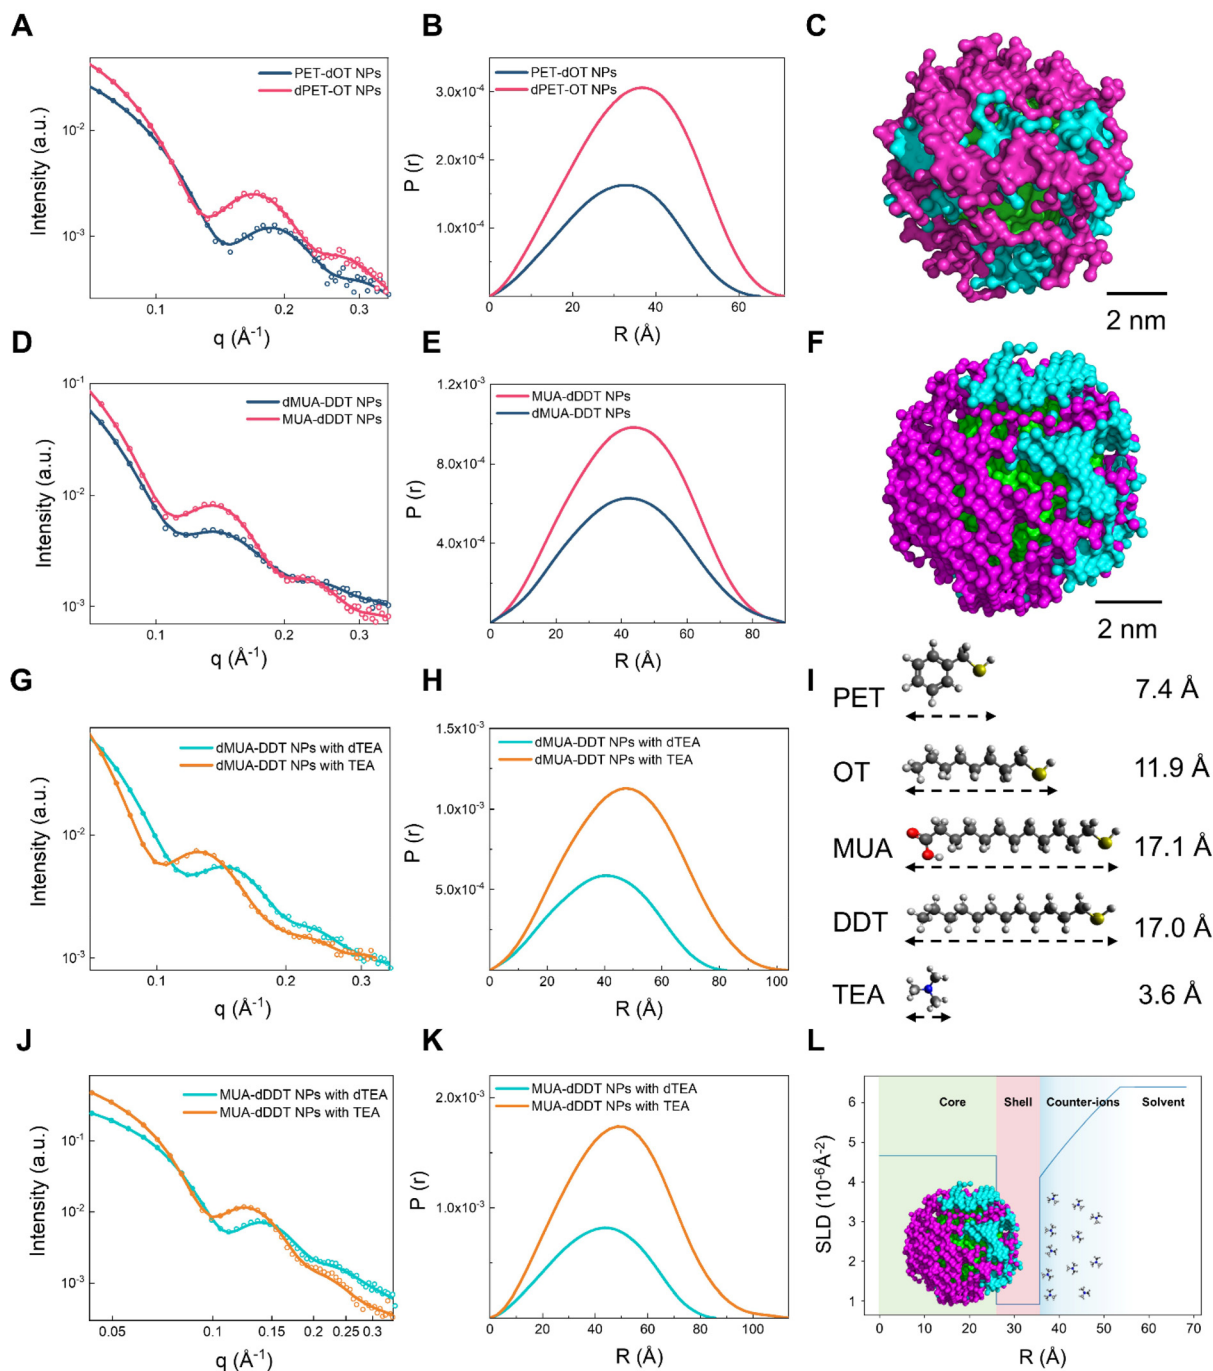 A
B
C
Intensity (a.u.)
10⁻²
10⁻³
PET-dOT NPs
dPET-OT NPs
0.1
0.2
0.3
q (Å⁻¹)
P (r)
3.0x10⁻⁴
2.0x10⁻⁴
1.0x10⁻⁴
PET-dOT NPs
dPET-OT NPs
0
20
40
60
R (Å)
2 nm
D
E
F
Intensity (a.u.)
10⁻¹
10⁻²
10⁻³
dMUA-DDT NPs
MUA-dDDT NPs
0.1
0.2
0.3
q (Å⁻¹)
P (r)
1.2x10⁻³
8.0x10⁻⁴
4.0x10⁻⁴
MUA-dDDT NPs
dMUA-DDT NPs
0
20
40
60
80
R (Å)
2 nm
G
H
I
Intensity (a.u.)
10⁻²
10⁻³
dMUA-DDT NPs with dTEA
dMUA-DDT NPs with TEA
0.1
0.2
0.3
q (Å⁻¹)
P (r)
1.5x10⁻³
1.0x10⁻³
5.0x10⁻⁴
dMUA-DDT NPs with dTEA
dMUA-DDT NPs with TEA
0
20
40
60
80
100
R (Å)
PET 7.4 Å
OT 11.9 Å
MUA 17.1 Å
DDT 17.0 Å
TEA 3.6 Å
J
K
L
Intensity (a.u.)
10⁻¹
10⁻²
10⁻³
MUA-dDDT NPs with dTEA
MUA-dDDT NPs with TEA
0.05
0.1
0.15
0.2
0.25
0.3
q (Å⁻¹)
P (r)
2.0x10⁻³
1.0x10⁻³
MUA-dDDT NPs with dTEA
MUA-dDDT NPs with TEA
0
20
40
60
80
100
R (Å)
SLD (10⁻⁶Å⁻²)
6
5
4
3
2
1
Core
Shell
Counter-ions
Solvent
0
10
20
30
40
50
60
70
R (Å)